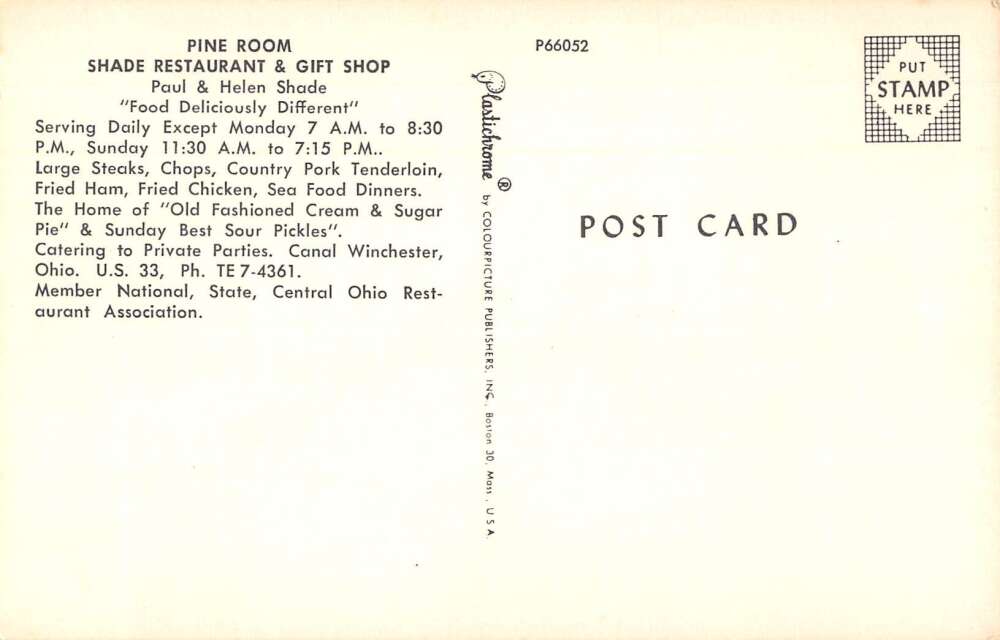 PINE ROOM
SHADE RESTAURANT & GIFT SHOP
Paul & Helen Shade
"Food Deliciously Different"
Serving Daily Except Monday 7 A.M. to 8:30
P.M., Sunday 11:30 A.M. to 7:15 P.M..
Large Steaks, Chops, Country Pork Tenderloin,
Fried Ham, Fried Chicken, Sea Food Dinners.
The Home of "Old Fashioned Cream & Sugar
Pie" & Sunday Best Sour Pickles".
Catering to Private Parties. Canal Winchester,
Ohio. U.S. 33, Ph. TE 7-4361.
Member National, State, Central Ohio Rest-
aurant Association.
Plastichrome® by COLOURPICTURE PUBLISHERS, INC., Boston 30, Mass., U.S.A.
P66052
PUT
STAMP
HERE
POST CARD